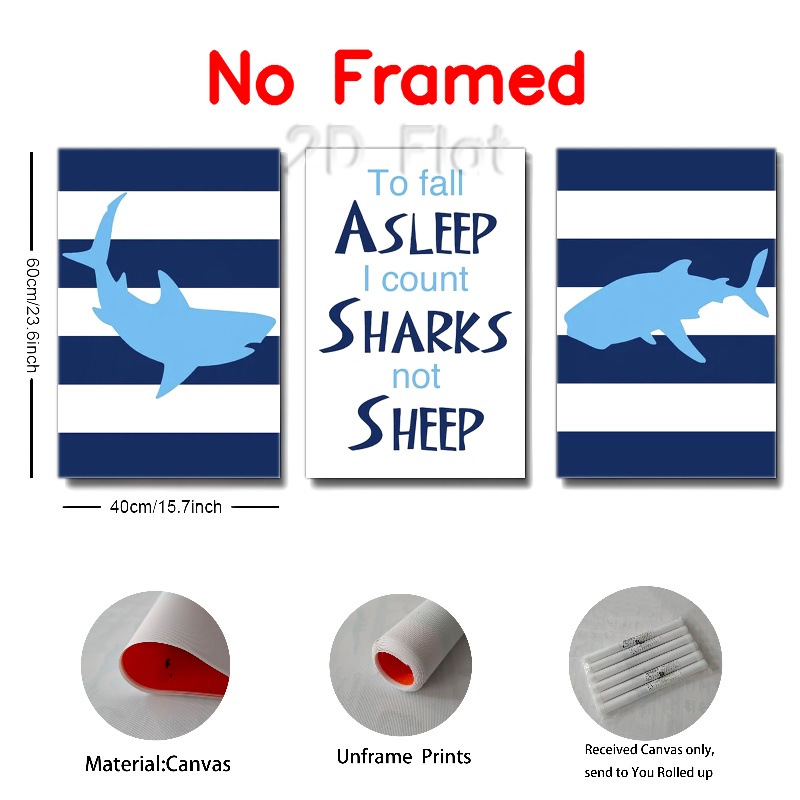 No Framed
2D Flat
To fall
ASLEEP
I count
SHARKS
not
SHEEP
60cm/23.6inch
40cm/15.7inch
Material:Canvas
Unframe Prints
Received Canvas only,
send to You Rolled up